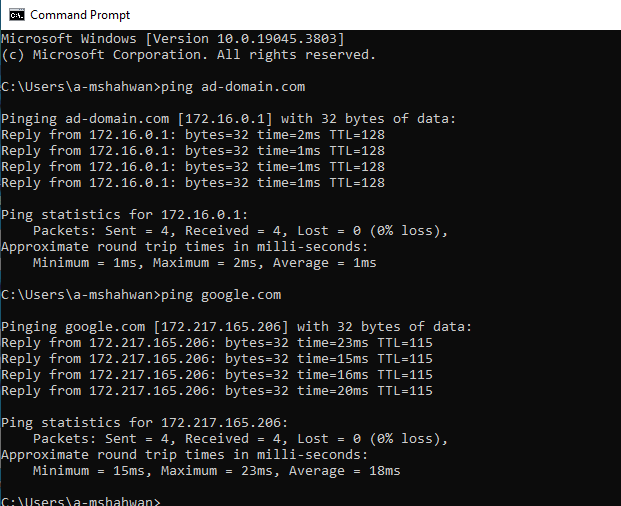 Command Prompt
Microsoft Windows [Version 10.0.19045.3803]
(c) Microsoft Corporation. All rights reserved.
C:\Users\a-mshahwan>ping ad-domain.com
Pinging ad-domain.com [172.16.0.1] with 32 bytes of data:
Reply from 172.16.0.1: bytes=32 time=2ms TTL=128
Reply from 172.16.0.1: bytes=32 time=1ms TTL=128
Reply from 172.16.0.1: bytes=32 time=1ms TTL=128
Reply from 172.16.0.1: bytes=32 time=1ms TTL=128
Ping statistics for 172.16.0.1:
    Packets: Sent = 4, Received = 4, Lost = 0 (0% loss),
Approximate round trip times in milli-seconds:
    Minimum = 1ms, Maximum = 2ms, Average = 1ms
C:\Users\a-mshahwan>ping google.com
Pinging google.com [172.217.165.206] with 32 bytes of data:
Reply from 172.217.165.206: bytes=32 time=23ms TTL=115
Reply from 172.217.165.206: bytes=32 time=15ms TTL=115
Reply from 172.217.165.206: bytes=32 time=16ms TTL=115
Reply from 172.217.165.206: bytes=32 time=20ms TTL=115
Ping statistics for 172.217.165.206:
    Packets: Sent = 4, Received = 4, Lost = 0 (0% loss),
Approximate round trip times in milli-seconds:
    Minimum = 15ms, Maximum = 23ms, Average = 18ms
C:\Users\a-mshahwan>